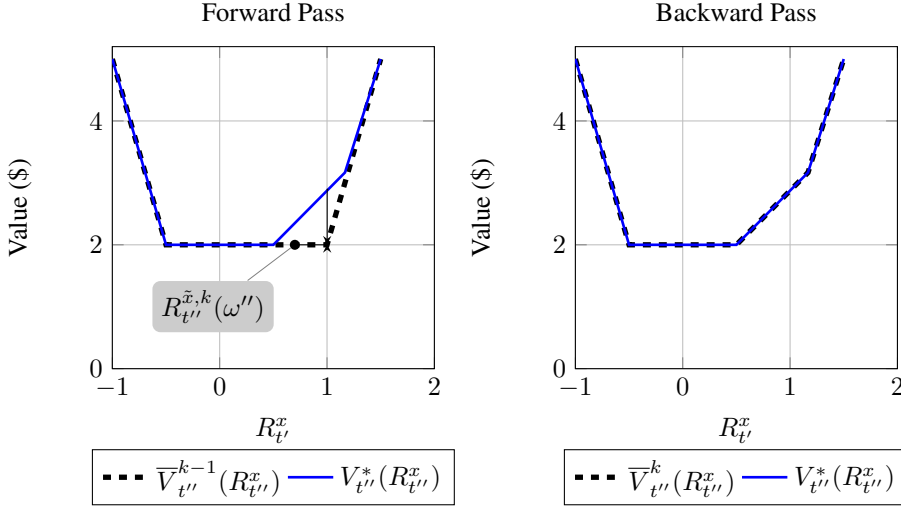 Forward Pass
Value ($)
4
2
0
−1
0
1
2
R^{x̃,k}_{t''}(ω'')
R^x_{t'}
V̅^{k−1}_{t''}(R^x_{t''})
V^*_{t''}(R^x_{t''})
Backward Pass
Value ($)
4
2
0
−1
0
1
2
R^x_{t'}
V̅^k_{t''}(R^x_{t''})
V^*_{t''}(R^x_{t''})